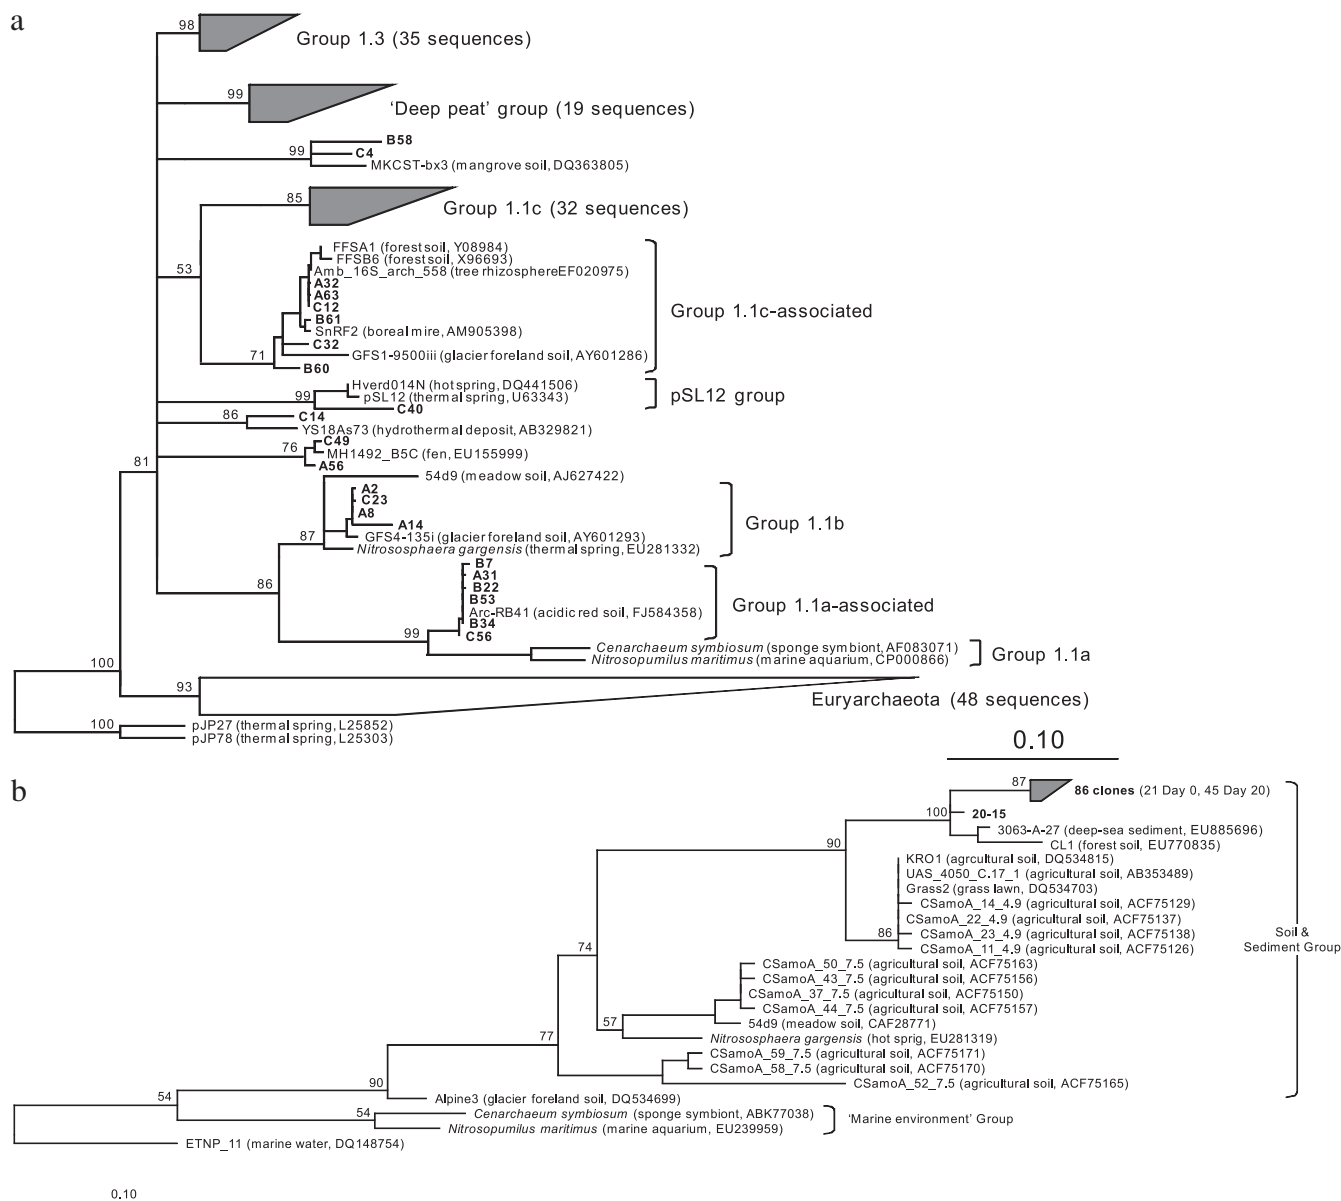 a
98
Group 1.3 (35 sequences)
99
'Deep peat' group (19 sequences)
B58
99
C4
MKCST-bx3 (mangrove soil, DQ363805)
85
Group 1.1c (32 sequences)
FFSA1 (forest soil, Y08984)
FFSB6 (forest soil, X96693)
53
Amb_16S_arch_558 (tree rhizosphereEF020975)
A32
A63
C12
Group 1.1c-associated
B61
SnRF2 (boreal mire, AM905398)
C32
71
GFS1-9500iii (glacier foreland soil, AY601286)
B60
Hverd014N (hot spring, DQ441506)
99
pSL12 (thermal spring, U63343)
pSL12 group
C40
86
C14
YS18As73 (hydrothermal deposit, AB329821)
C49
76
MH1492_B5C (fen, EU155999)
81
A56
54d9 (meadow soil, AJ627422)
A2
C23
A8
A14
Group 1.1b
87
GFS4-135i (glacier foreland soil, AY601293)
Nitrososphaera gargensis (thermal spring, EU281332)
B7
A31
86
B22
B53
Group 1.1a-associated
Arc-RB41 (acidic red soil, FJ584358)
B34
99
C56
Cenarchaeum symbiosum (sponge symbiont, AF083071)
Nitrosopumilus maritimus (marine aquarium, CP000866)
Group 1.1a
100
93
Euryarchaeota (48 sequences)
100
pJP27 (thermal spring, L25852)
pJP78 (thermal spring, L25303)
0.10
b
87
86 clones (21 Day 0, 45 Day 20)
100
20-15
3063-A-27 (deep-sea sediment, EU885696)
90
CL1 (forest soil, EU770835)
KRO1 (agrcultural soil, DQ534815)
UAS_4050_C.17_1 (agricultural soil, AB353489)
Grass2 (grass lawn, DQ534703)
CSamoA_14_4.9 (agricultural soil, ACF75129)
CSamoA_22_4.9 (agricultural soil, ACF75137)
86
CSamoA_23_4.9 (agricultural soil, ACF75138)
Soil &
Sediment Group
CSamoA_11_4.9 (agricultural soil, ACF75126)
74
CSamoA_50_7.5 (agricultural soil, ACF75163)
CSamoA_43_7.5 (agricultural soil, ACF75156)
CSamoA_37_7.5 (agricultural soil, ACF75150)
CSamoA_44_7.5 (agricultural soil, ACF75157)
57
54d9 (meadow soil, CAF28771)
77
Nitrososphaera gargensis (hot sprig, EU281319)
CSamoA_59_7.5 (agricultural soil, ACF75171)
CSamoA_58_7.5 (agricultural soil, ACF75170)
90
CSamoA_52_7.5 (agricultural soil, ACF75165)
54
Alpine3 (glacier foreland soil, DQ534699)
54
Cenarchaeum symbiosum (sponge symbiont, ABK77038)
'Marine environment' Group
Nitrosopumilus maritimus (marine aquarium, EU239959)
ETNP_11 (marine water, DQ148754)
0.10